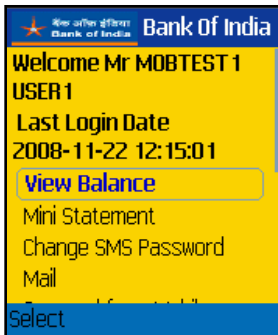 बैंक ऑफ इंडिया
Bank of India
Bank Of India
Welcome Mr MOBTEST1
USER1
Last Login Date
2008-11-22 12:15:01
View Balance
Mini Statement
Change SMS Password
Mail
Select